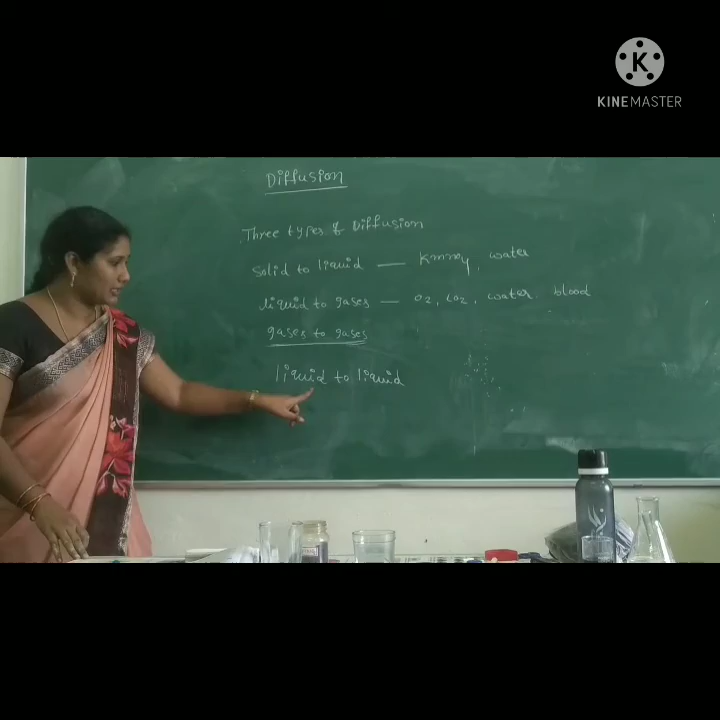 KINEMASTER
Diffusion
Three types of Diffusion
Solid to liquid — KMnO4, water
liquid to gases — O2, CO2, water. blood
gases to gases
liquid to liquid